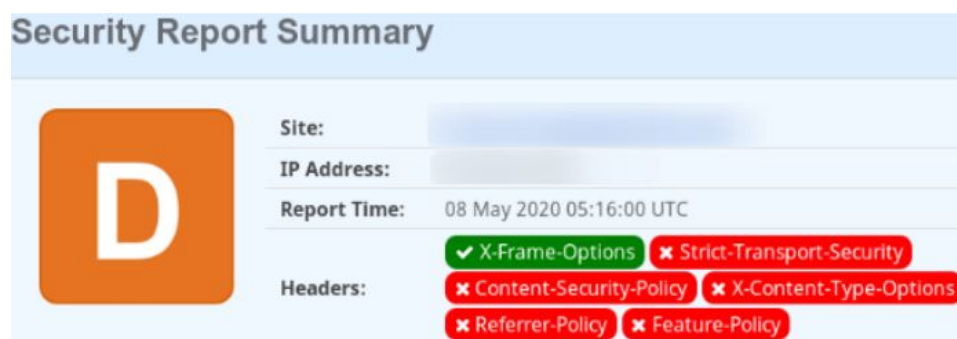 Security Report Summary
D
Site:
IP Address:
Report Time: 08 May 2020 05:16:00 UTC
Headers: ✔ X-Frame-Options ✖ Strict-Transport-Security
✖ Content-Security-Policy ✖ X-Content-Type-Options
✖ Referrer-Policy ✖ Feature-Policy